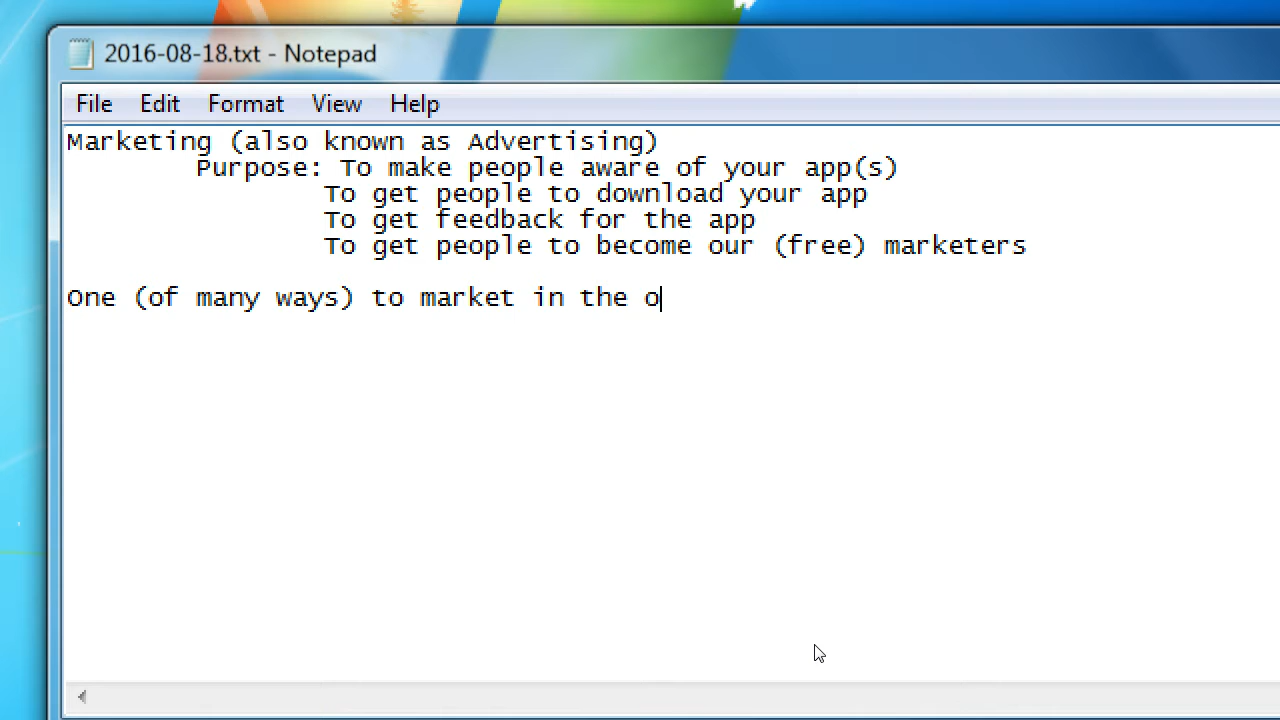 2016-08-18.txt - Notepad
File Edit Format View Help
Marketing (also known as Advertising)
Purpose: To make people aware of your app(s)
To get people to download your app
To get feedback for the app
To get people to become our (free) marketers
One (of many ways) to market in the o